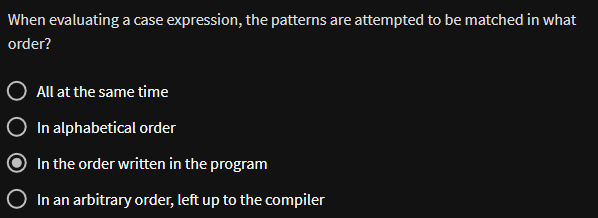 When evaluating a case expression, the patterns are attempted to be matched in what
order?
All at the same time
In alphabetical order
In the order written in the program
In an arbitrary order, left up to the compiler